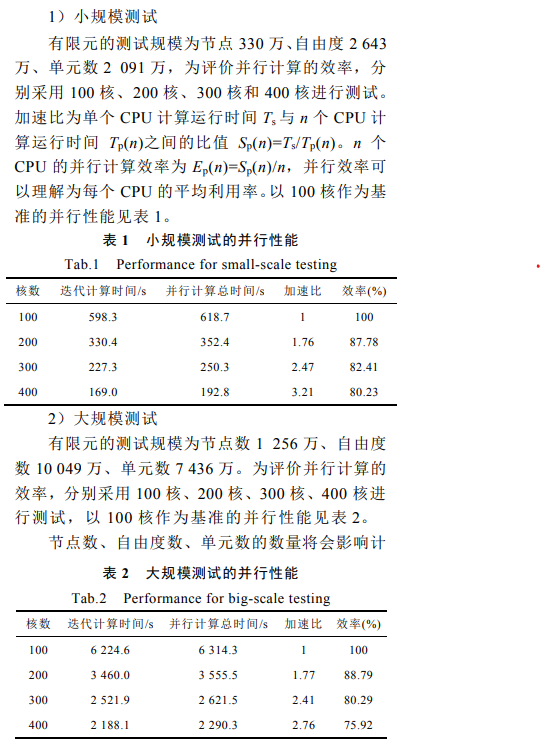 1）小规模测试
有限元的测试规模为节点 330 万、自由度 2 643
万、单元数 2 091 万，为评价并行计算的效率，分
别采用 100 核、200 核、300 核和 400 核进行测试。
加速比为单个 CPU 计算运行时间 Ts 与 n 个 CPU 计
算运行时间 Tp(n)之间的比值 Sp(n)=Ts/Tp(n)。n 个
CPU 的并行计算效率为 Ep(n)=Sp(n)/n，并行效率可
以理解为每个 CPU 的平均利用率。以 100 核作为基
准的并行性能见表 1。
表 1 小规模测试的并行性能
Tab.1 Performance for small-scale testing
核数 迭代计算时间/s 并行计算总时间/s 加速比 效率(%)
100 598.3 618.7 1 100
200 330.4 352.4 1.76 87.78
300 227.3 250.3 2.47 82.41
400 169.0 192.8 3.21 80.23
2）大规模测试
有限元的测试规模为节点数 1 256 万、自由度
数 10 049 万、单元数 7 436 万。为评价并行计算的
效率，分别采用 100 核、200 核、300 核、400 核进
行测试，以 100 核作为基准的并行性能见表 2。
节点数、自由度数、单元数的数量将会影响计
表 2 大规模测试的并行性能
Tab.2 Performance for big-scale testing
核数 迭代计算时间/s 并行计算总时间/s 加速比 效率(%)
100 6 224.6 6 314.3 1 100
200 3 460.0 3 555.5 1.77 88.79
300 2 521.9 2 621.5 2.41 80.29
400 2 188.1 2 290.3 2.76 75.92